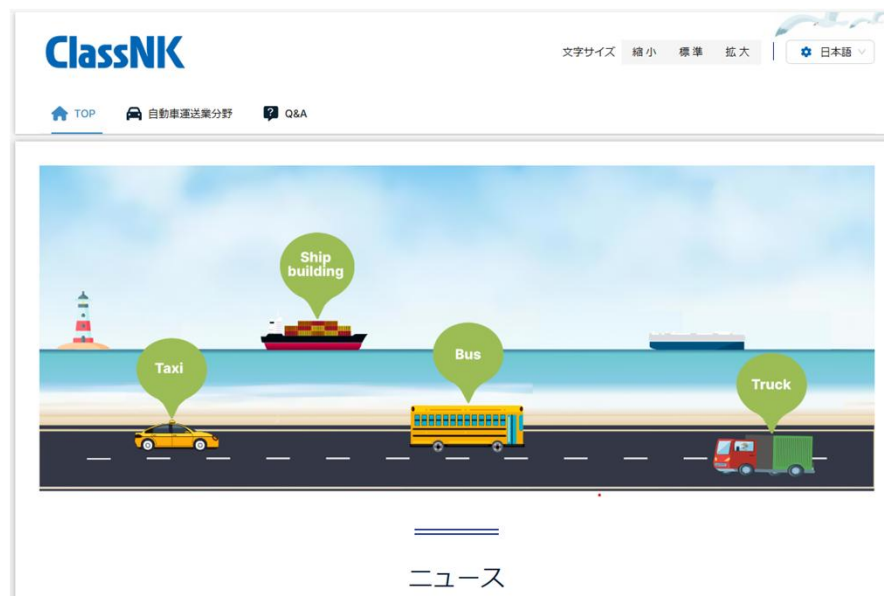 ClassNK
文字サイズ 縮小 標準 拡大 日本語
TOP 自動車運送業分野 Q&A
Ship
building
Taxi
Bus
Truck
ニュース